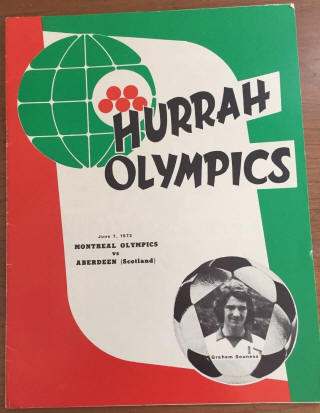 HURRAH
OLYMPICS
June 7, 1972
MONTREAL OLYMPICS
vs
ABERDEEN (Scotland)
Graham Souness